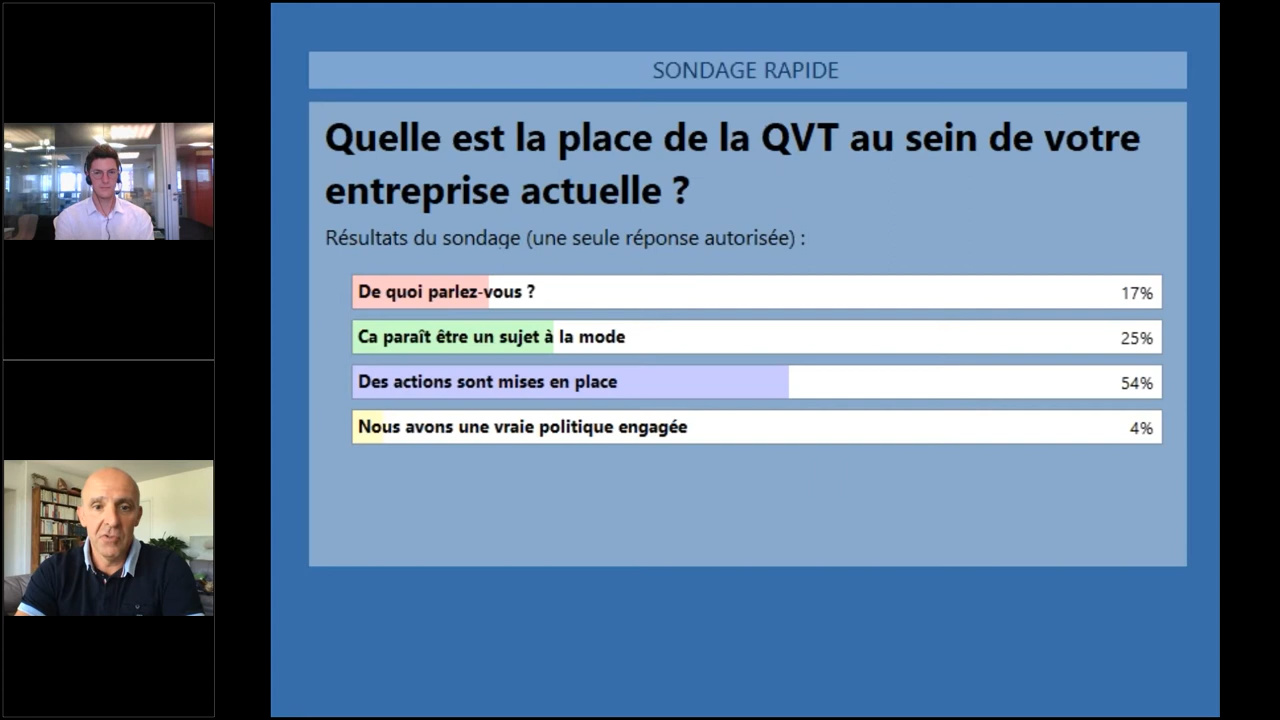 SONDAGE RAPIDE
Quelle est la place de la QVT au sein de votre
entreprise actuelle ?
Résultats du sondage (une seule réponse autorisée) :
De quoi parlez-vous ? 17%
Ca paraît être un sujet à la mode 25%
Des actions sont mises en place 54%
Nous avons une vraie politique engagée 4%